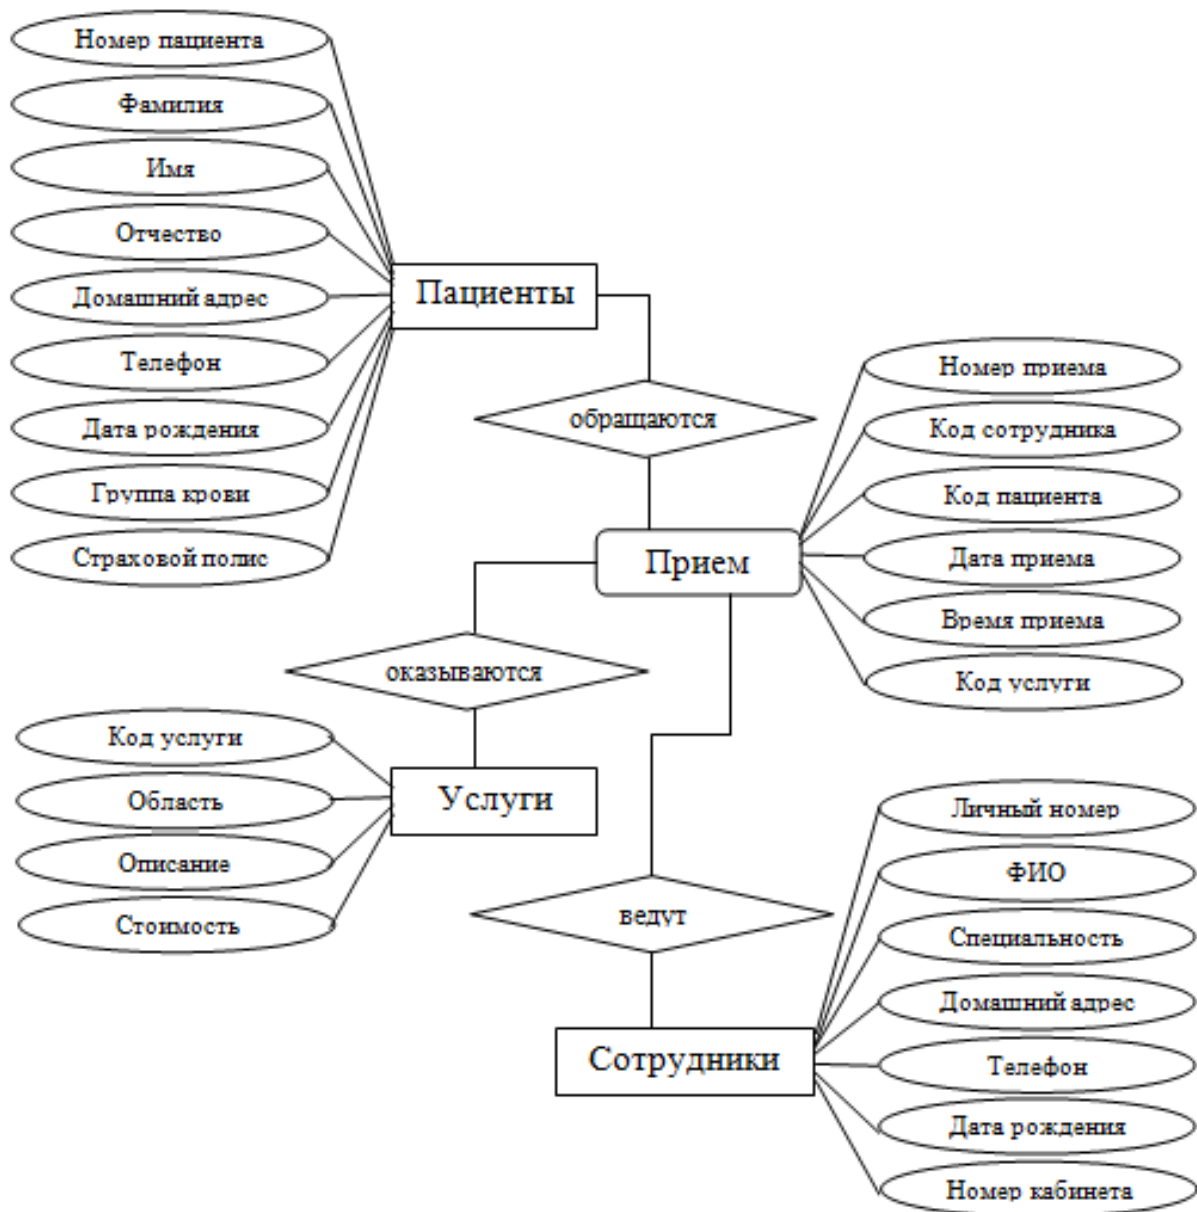 Номер пациента
Фамилия
Имя
Отчество
Домашний адрес
Телефон
Дата рождения
Группа крови
Страховой полис
Пациенты
обращаются
Прием
Номер приема
Код сотрудника
Код пациента
Дата приема
Время приема
Код услуги
оказываются
Код услуги
Область
Описание
Стоимость
Услуги
ведут
Сотрудники
Личный номер
ФИО
Специальность
Домашний адрес
Телефон
Дата рождения
Номер кабинета